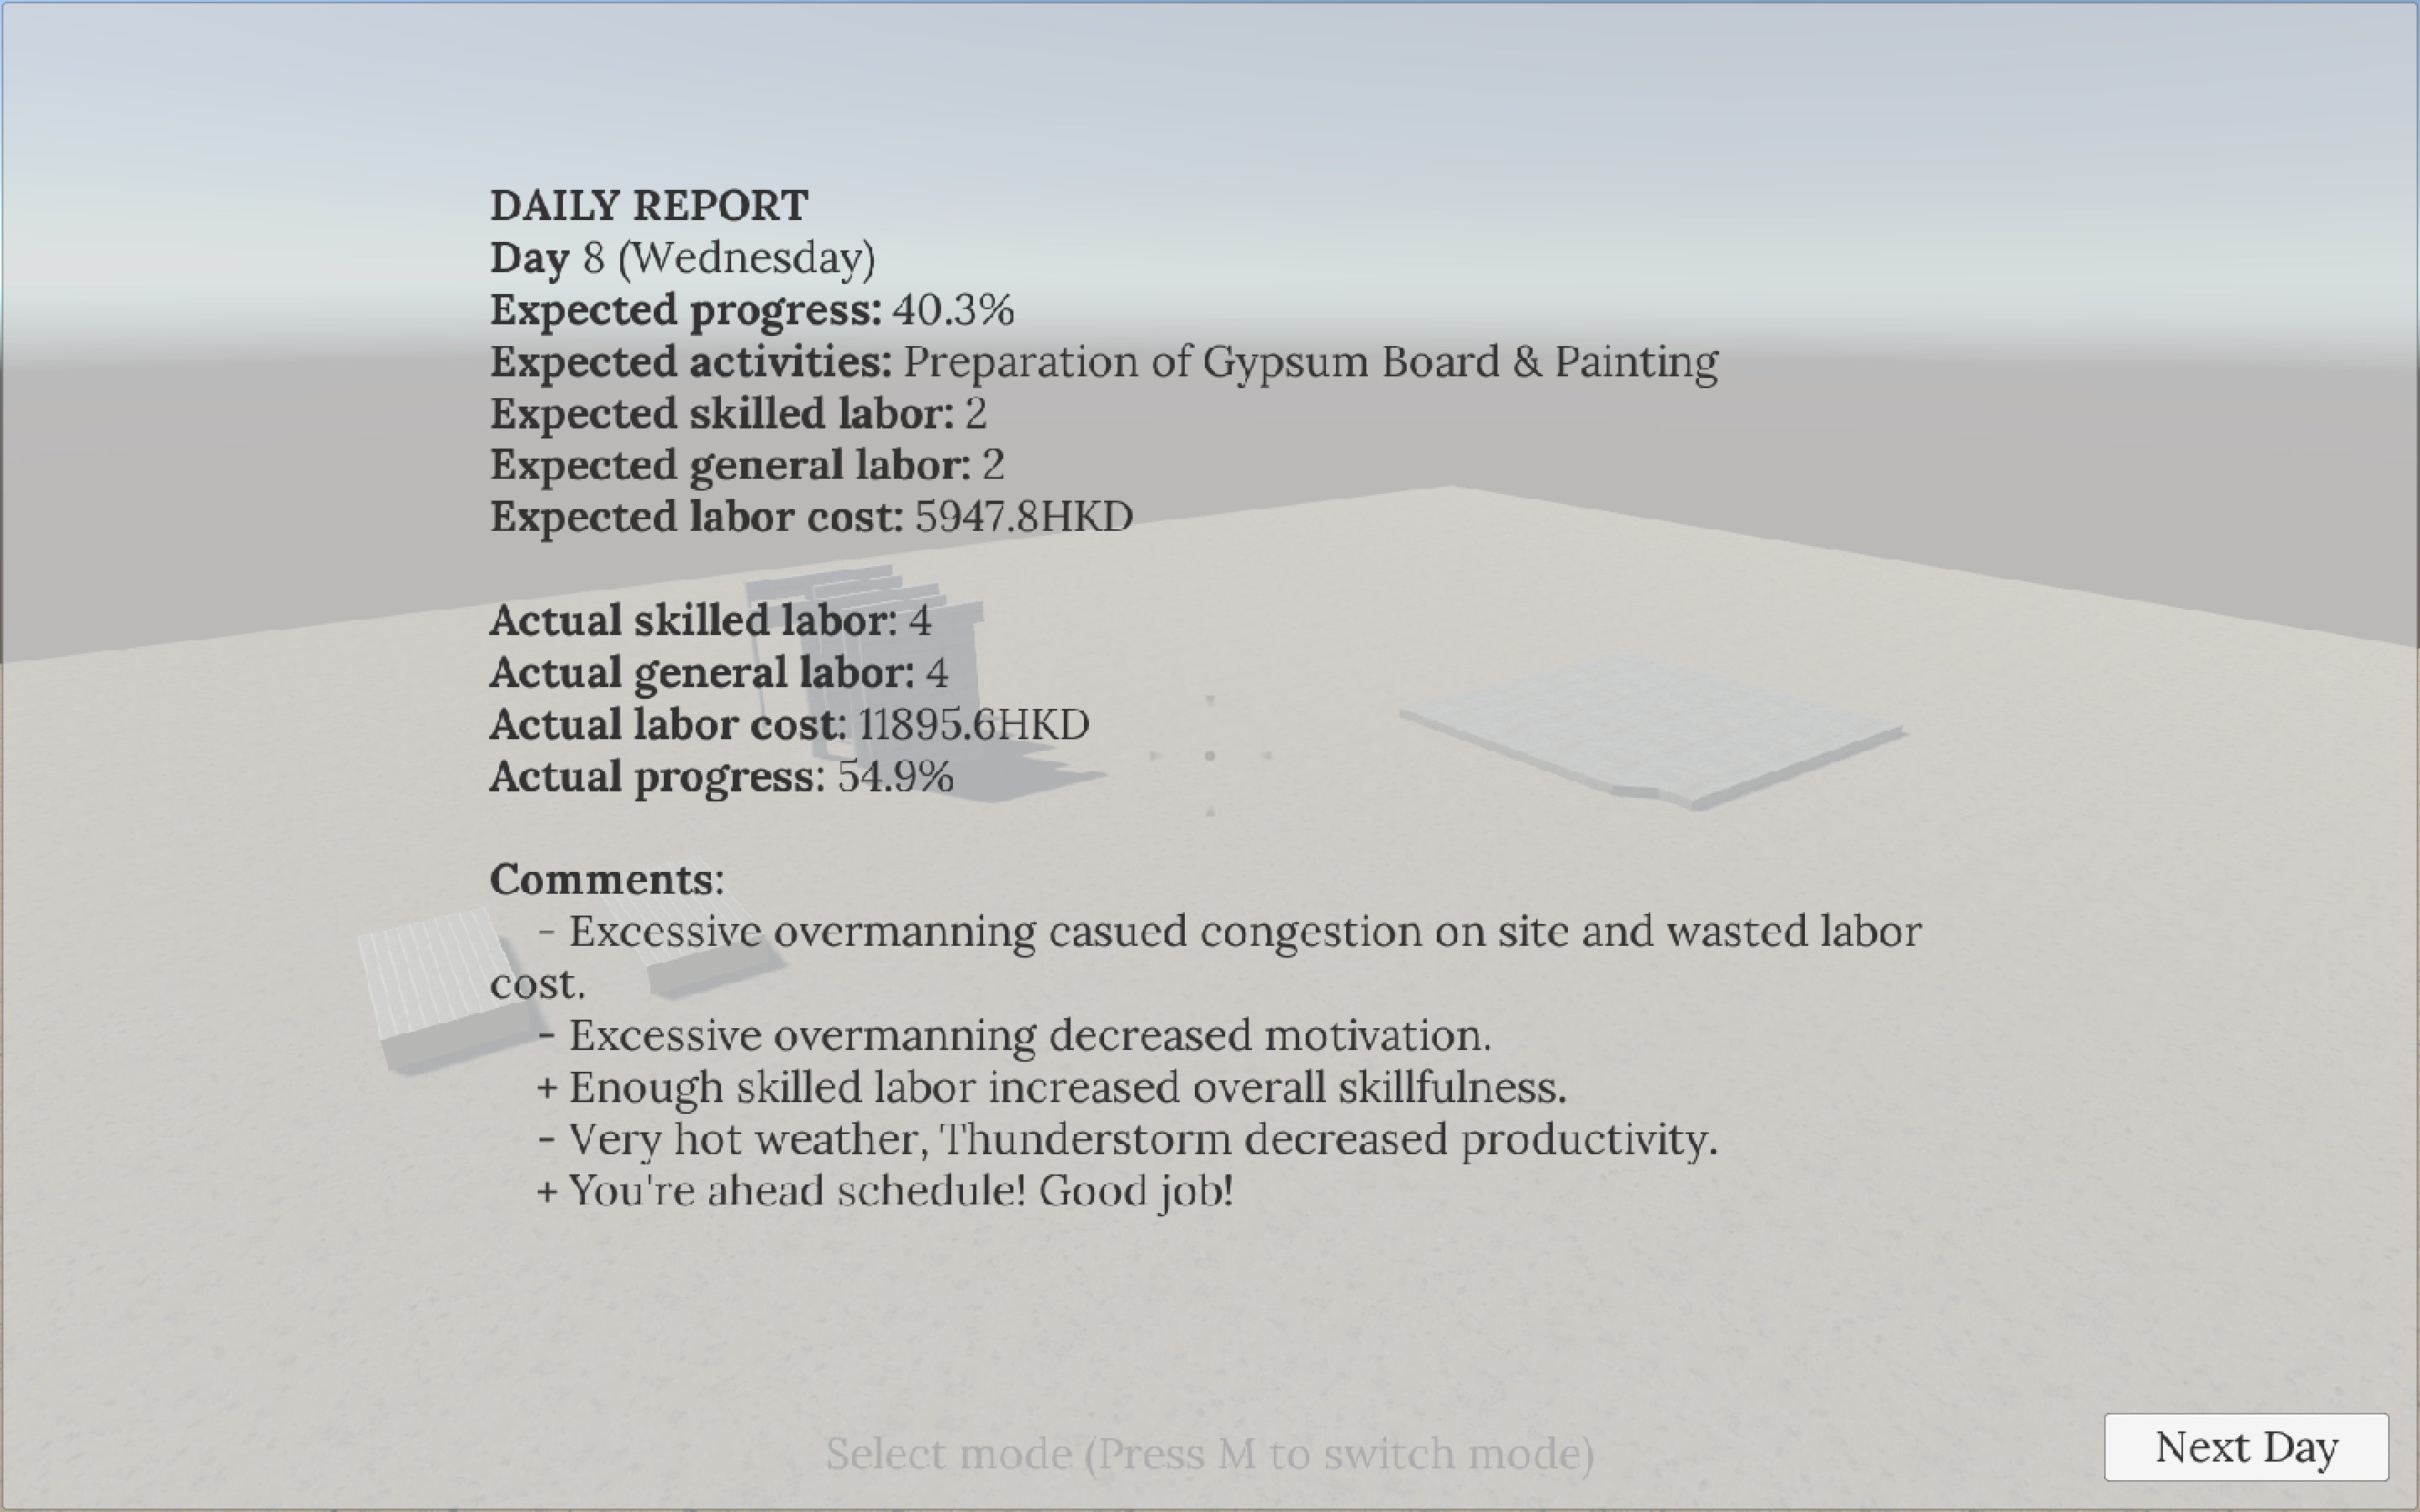 DAILY REPORT
Day 8 (Wednesday)
Expected progress: 40.3%
Expected activities: Preparation of Gypsum Board & Painting
Expected skilled labor: 2
Expected general labor: 2
Expected labor cost: 5947.8HKD
Actual skilled labor: 4
Actual general labor: 4
Actual labor cost: 11895.6HKD
Actual progress: 54.9%
Comments:
- Excessive overmanning casued congestion on site and wasted labor
cost.
- Excessive overmanning decreased motivation.
+ Enough skilled labor increased overall skillfulness.
- Very hot weather, Thunderstorm decreased productivity.
+ You're ahead schedule! Good job!
Select mode (Press M to switch mode)
Next Day